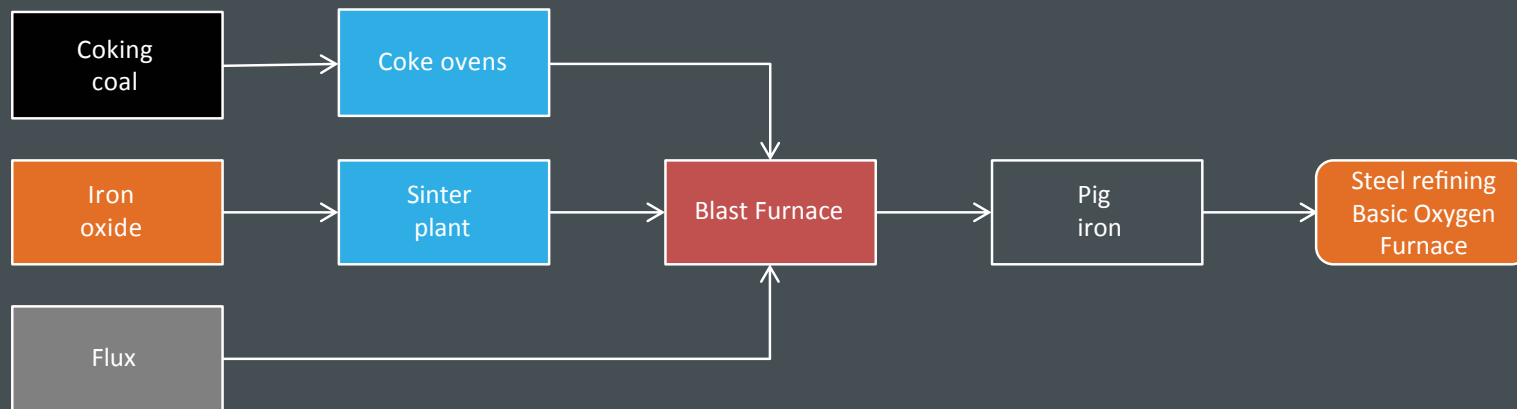 Coking
coal
Coke ovens
Iron
oxide
Sinter
plant
Blast Furnace
Pig
iron
Steel refining
Basic Oxygen
Furnace
Flux